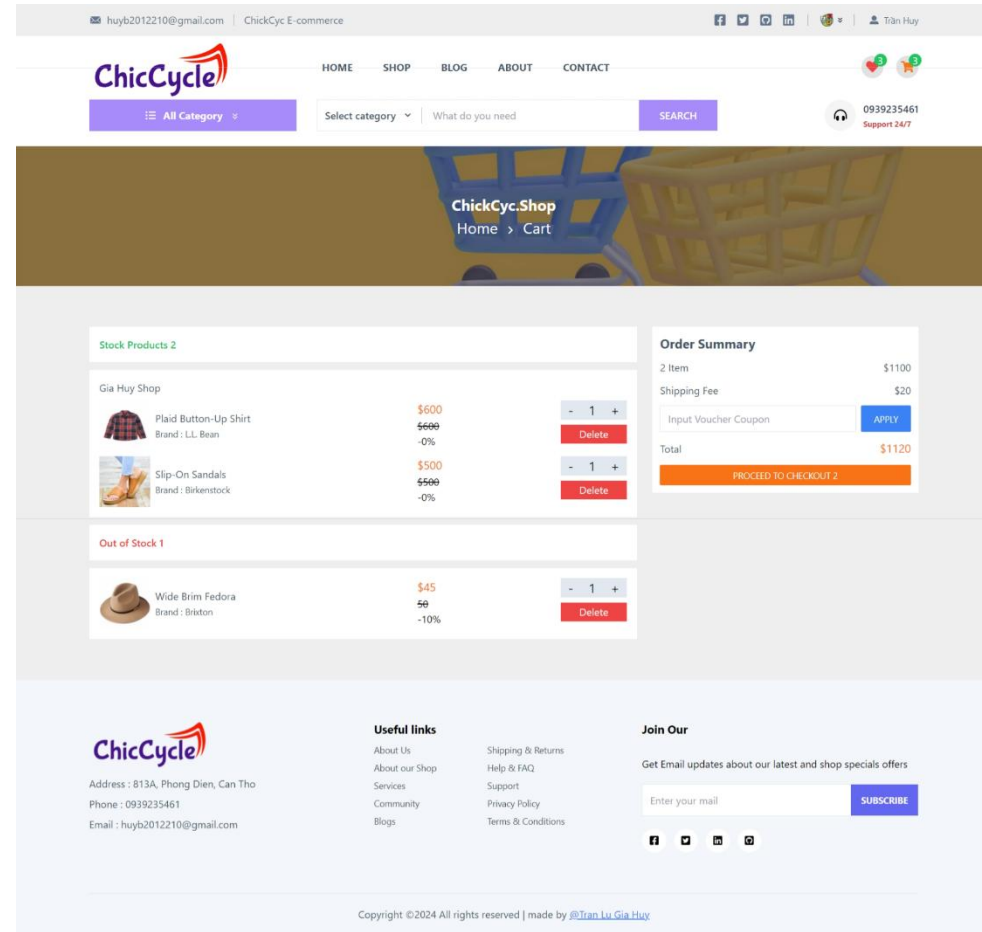 huyb2012210@gmail.com ChickCyc E-commerce Trần Huy
ChicCycle
HOME SHOP BLOG ABOUT CONTACT
3 3
All Category Select category What do you need SEARCH
0939235461
Support 24/7
ChickCyc.Shop
Home > Cart
Stock Products 2
Gia Huy Shop
Plaid Button-Up Shirt
Brand : L.L. Bean
$600
$600
-0%
- 1 +
Delete
Slip-On Sandals
Brand : Birkenstock
$500
$500
-0%
- 1 +
Delete
Out of Stock 1
Wide Brim Fedora
Brand : Brixton
$45
50
-10%
- 1 +
Delete
Order Summary
2 Item $1100
Shipping Fee $20
Input Voucher Coupon APPLY
Total $1120
PROCEED TO CHECKOUT 2
ChicCycle
Address : 813A, Phong Dien, Can Tho
Phone : 0939235461
Email : huyb2012210@gmail.com
Useful links
About Us Shipping & Returns
About our Shop Help & FAQ
Services Support
Community Privacy Policy
Blogs Terms & Conditions
Join Our
Get Email updates about our latest and shop specials offers
Enter your mail SUBSCRIBE
Copyright ©2024 All rights reserved | made by @Tran Lu Gia Huy